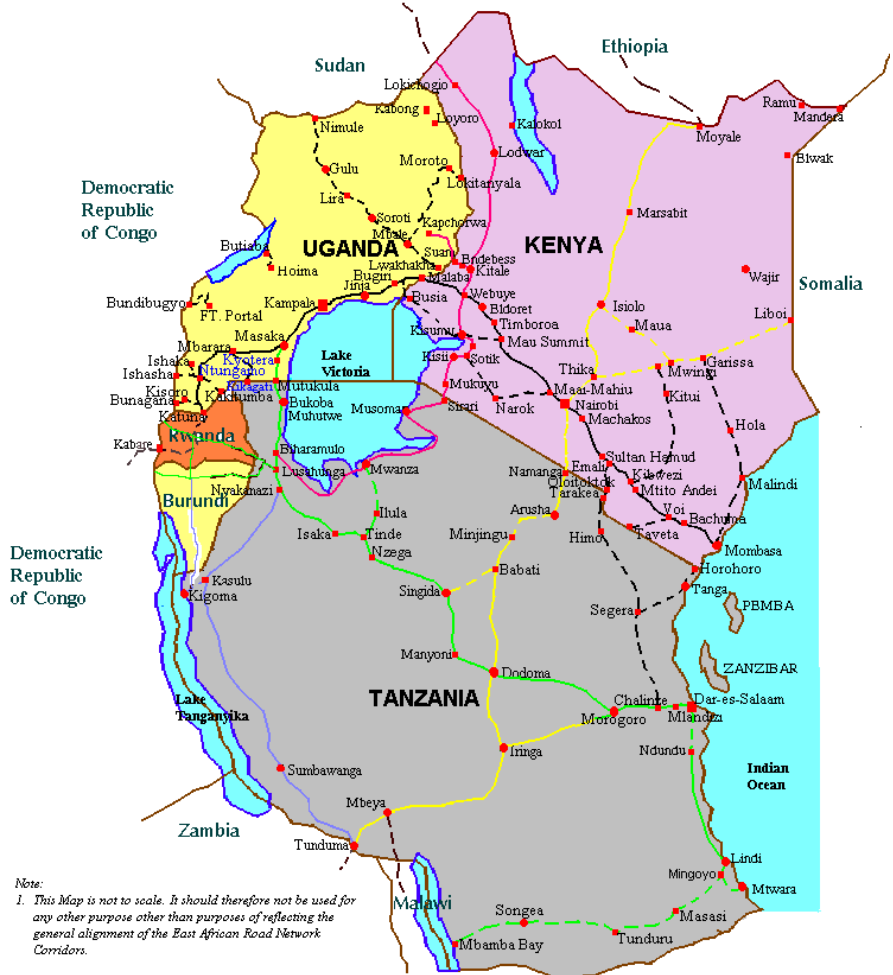 Ethiopia
Sudan
Lokichogio
Kabong
Loyoro
Kalokol
Ramu
Mandera
Nimule
Moyale
Moroto
Lodwar
Blwak
Gulu
Lokitanyala
Democratic
Republic
of Congo
Lira
Marsabit
Soroti
Kapchorwa
Mbale
Butiaba
UGANDA
KENYA
Suam
Endebess
Hoima
Lwakhakha
Kitale
Wajir
Somalia
Bugiri
Malaba
Jinja
Bundibugyo
Kampala
Busia
Webuye
Eldoret
Isiolo
Liboi
FT. Portal
Timboroa
Maua
Masaka
Kisumu
Mau Summit
Mbarara
Lake
Victoria
Kisii
Sotik
Ishaka
Kyotera
Thika
Garissa
Mwingi
Ishasha
Ntungamo
Kisoro
Kikagati
Mutukula
Mukuyu
Maai-Mahiu
Kitui
Bunagana
Kakitumba
Bukoba
Narok
Katuna
Muhutwe
Musoma
Sirari
Nairobi
Machakos
Hola
Rwanda
Kabare
Biharamulo
Sultan Hamud
Lusahunga
Mwanza
Namanga
Emali
Kibwezi
Oloitoktok
Malindi
Nyakanazi
Tarakea
Mtito Andei
Burundi
Ilula
Arusha
Voi
Bachuma
Isaka
Tinde
Minjingu
Himo
Taveta
Nzega
Mombasa
Democratic
Republic
of Congo
Kasulu
Babati
Horohoro
Kigoma
Singida
Tanga
Segera
PEMBA
Manyoni
ZANZIBAR
Dodoma
Lake
Tanganyika
TANZANIA
Chalinze
Dar-es-Salaam
Morogoro
Mlandizi
Iringa
Ndundu
Indian
Ocean
Sumbawanga
Mbeya
Zambia
Tunduma
Lindi
Mingoyo
Mtwara
Malawi
Masasi
Songea
Tunduru
Mbamba Bay
Note:
1. This Map is not to scale. It should therefore not be used for
any other purpose other than purposes of reflecting the
general alignment of the East African Road Network
Corridors.